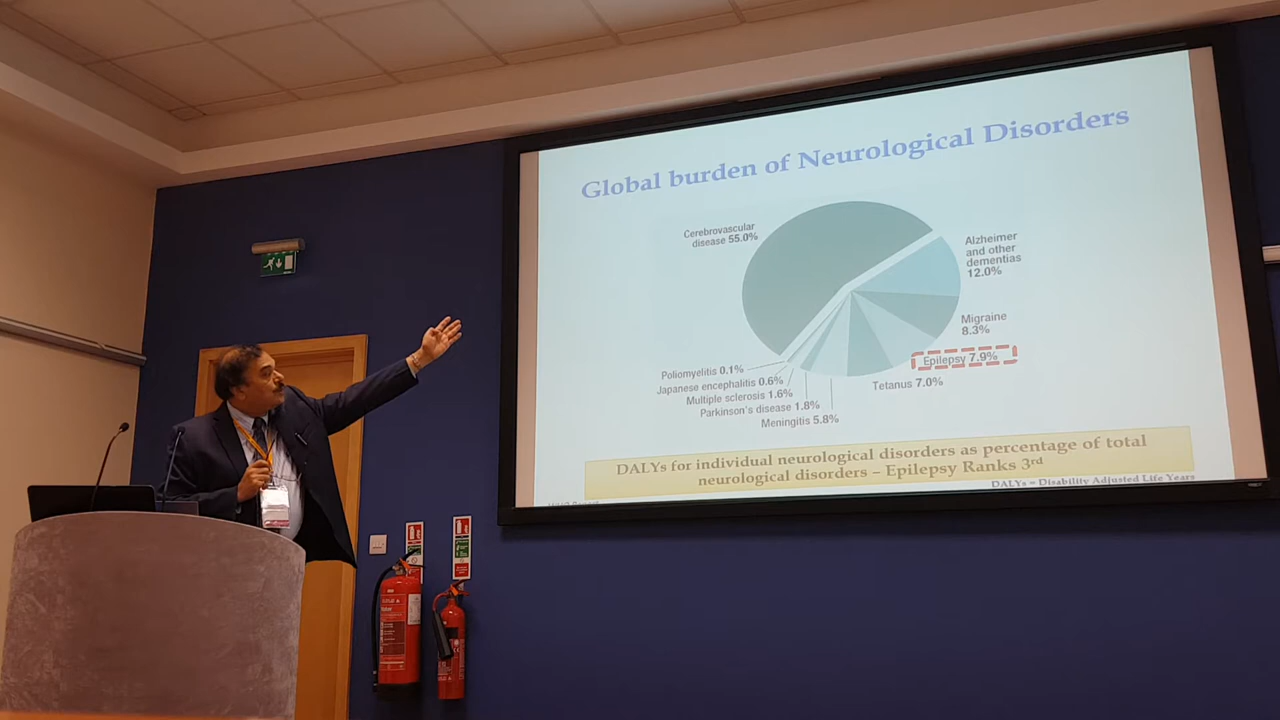 Global burden of Neurological Disorders
Cerebrovascular
disease 55.0%
Alzheimer
and other
dementias
12.0%
Migraine
8.3%
Epilepsy 7.9%
Tetanus 7.0%
Poliomyelitis 0.1%
Japanese encephalitis 0.6%
Multiple sclerosis 1.6%
Parkinson's disease 1.8%
Meningitis 5.8%
DALYs for individual neurological disorders as percentage of total
neurological disorders – Epilepsy Ranks 3rd
DALYs = Disability Adjusted Life Years